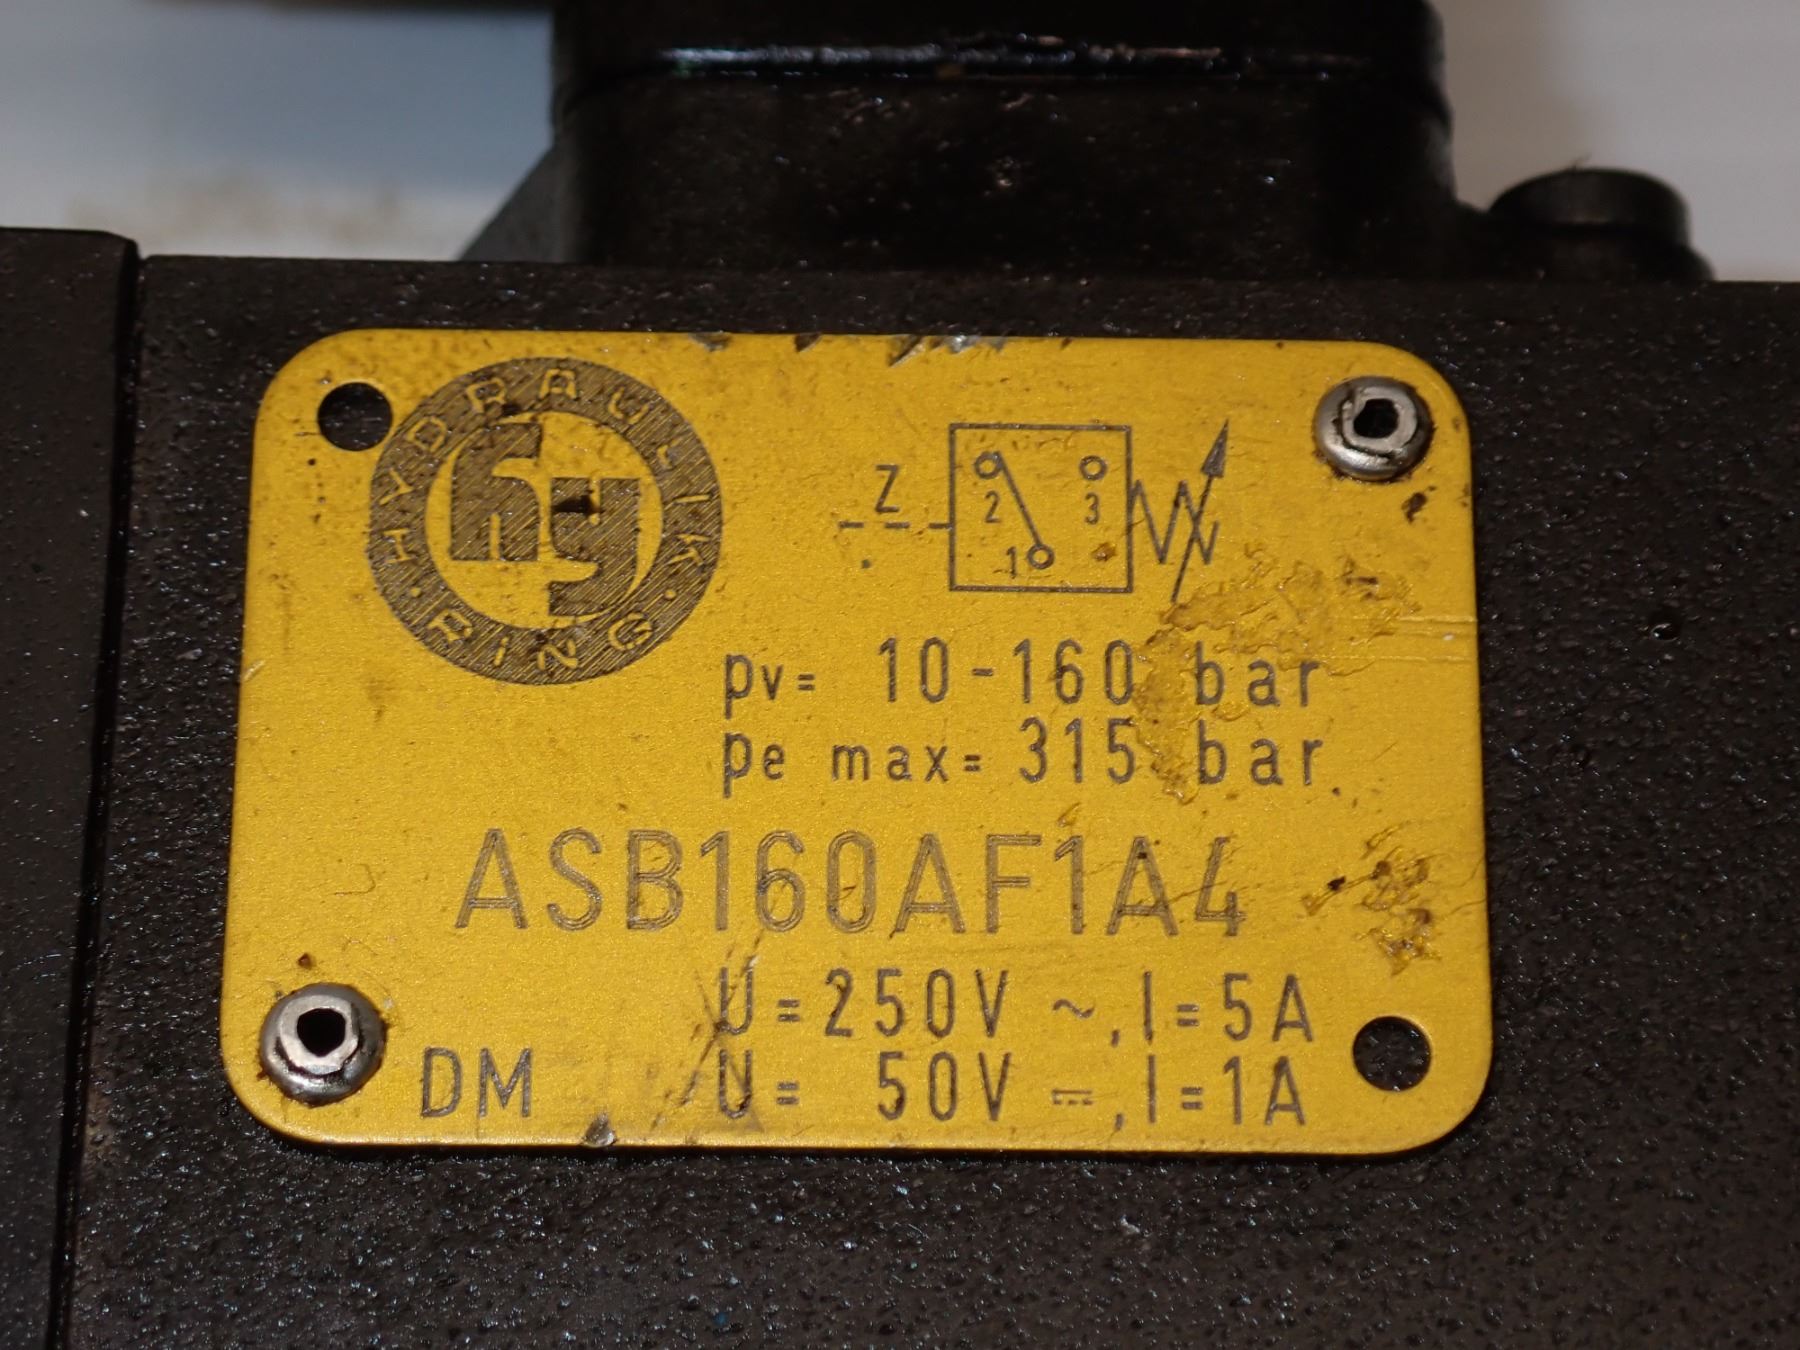 HYDRAULIK · RING ·
hy
Z
2 3
1
pv= 10-160 bar
pe max= 315 bar
ASB160AF1A4
U=250V ~,I=5A
DM U= 50V ⎓,I=1A